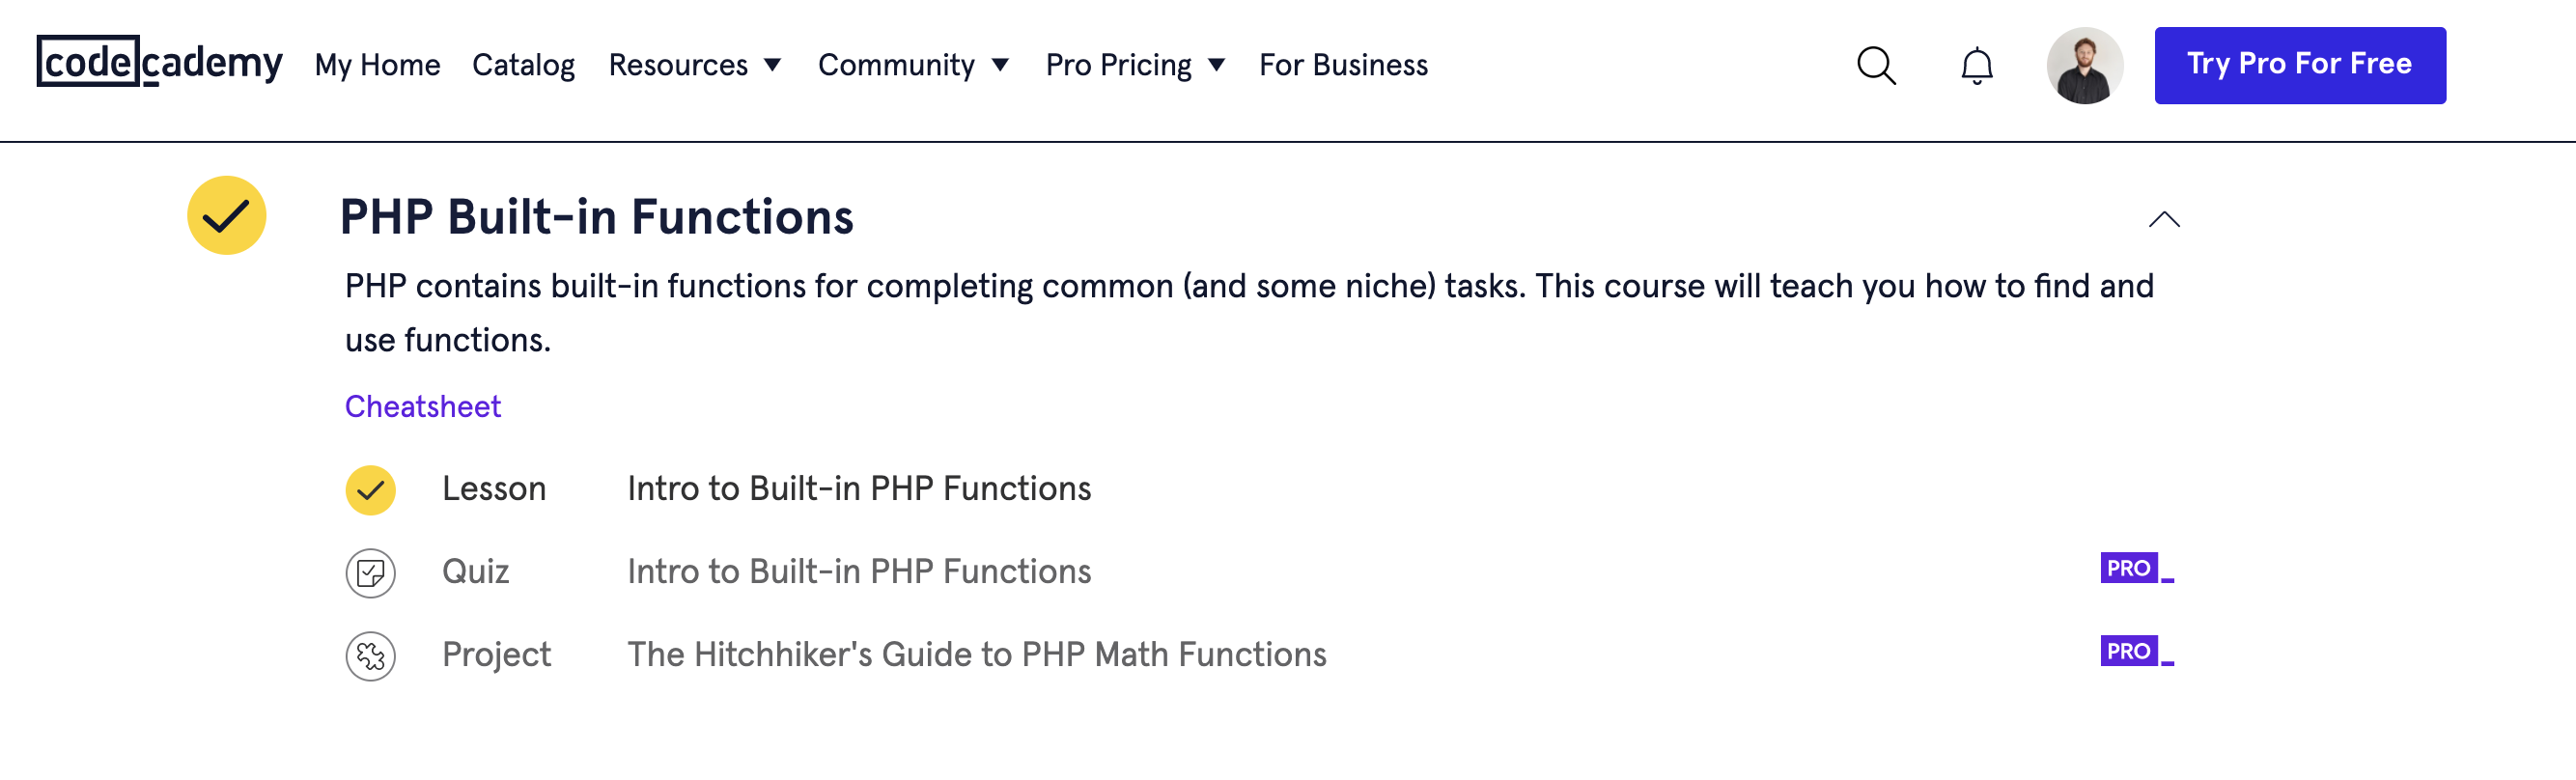 codecademy My Home Catalog Resources Community Pro Pricing For Business Try Pro For Free
PHP Built-in Functions
PHP contains built-in functions for completing common (and some niche) tasks. This course will teach you how to find and
use functions.
Cheatsheet
Lesson Intro to Built-in PHP Functions
Quiz Intro to Built-in PHP Functions PRO
Project The Hitchhiker's Guide to PHP Math Functions PRO